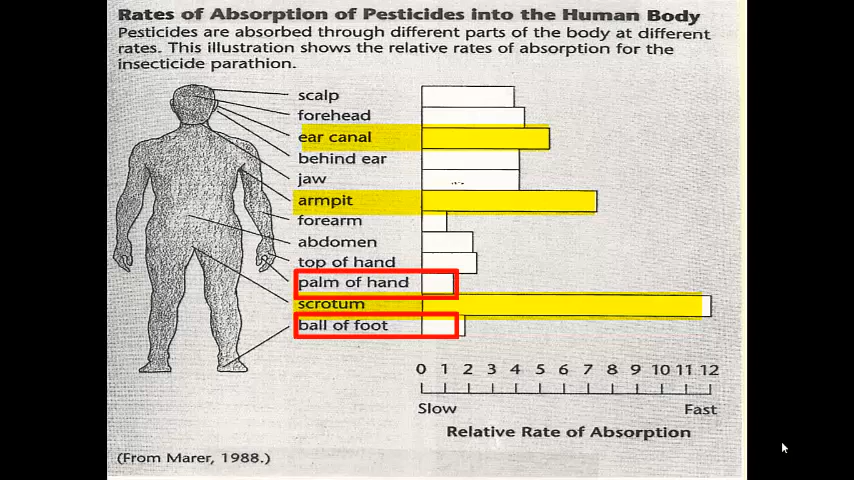 Rates of Absorption of Pesticides into the Human Body
Pesticides are absorbed through different parts of the body at different
rates. This illustration shows the relative rates of absorption for the
insecticide parathion.
scalp
forehead
ear canal
behind ear
jaw
armpit
forearm
abdomen
top of hand
palm of hand
scrotum
ball of foot
0 1 2 3 4 5 6 7 8 9 10 11 12
Slow Fast
Relative Rate of Absorption
(From Marer, 1988.)